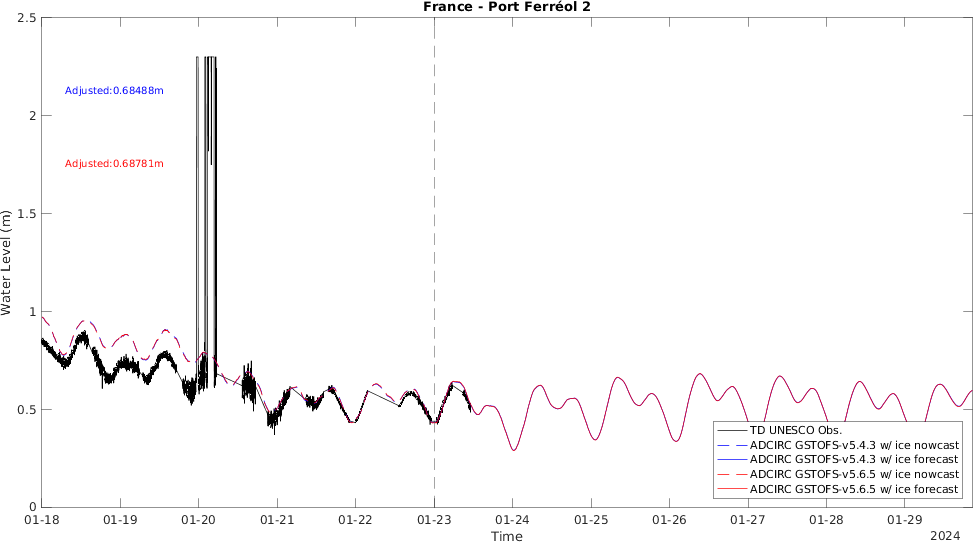 France - Port Ferréol 2
2.5
2
1.5
1
0.5
0
Water Level (m)
Adjusted:0.68488m
Adjusted:0.68781m
TD UNESCO Obs.
ADCIRC GSTOFS-v5.4.3 w/ ice nowcast
ADCIRC GSTOFS-v5.4.3 w/ ice forecast
ADCIRC GSTOFS-v5.6.5 w/ ice nowcast
ADCIRC GSTOFS-v5.6.5 w/ ice forecast
01-18 01-19 01-20 01-21 01-22 01-23 01-24 01-25 01-26 01-27 01-28 01-29
Time
2024